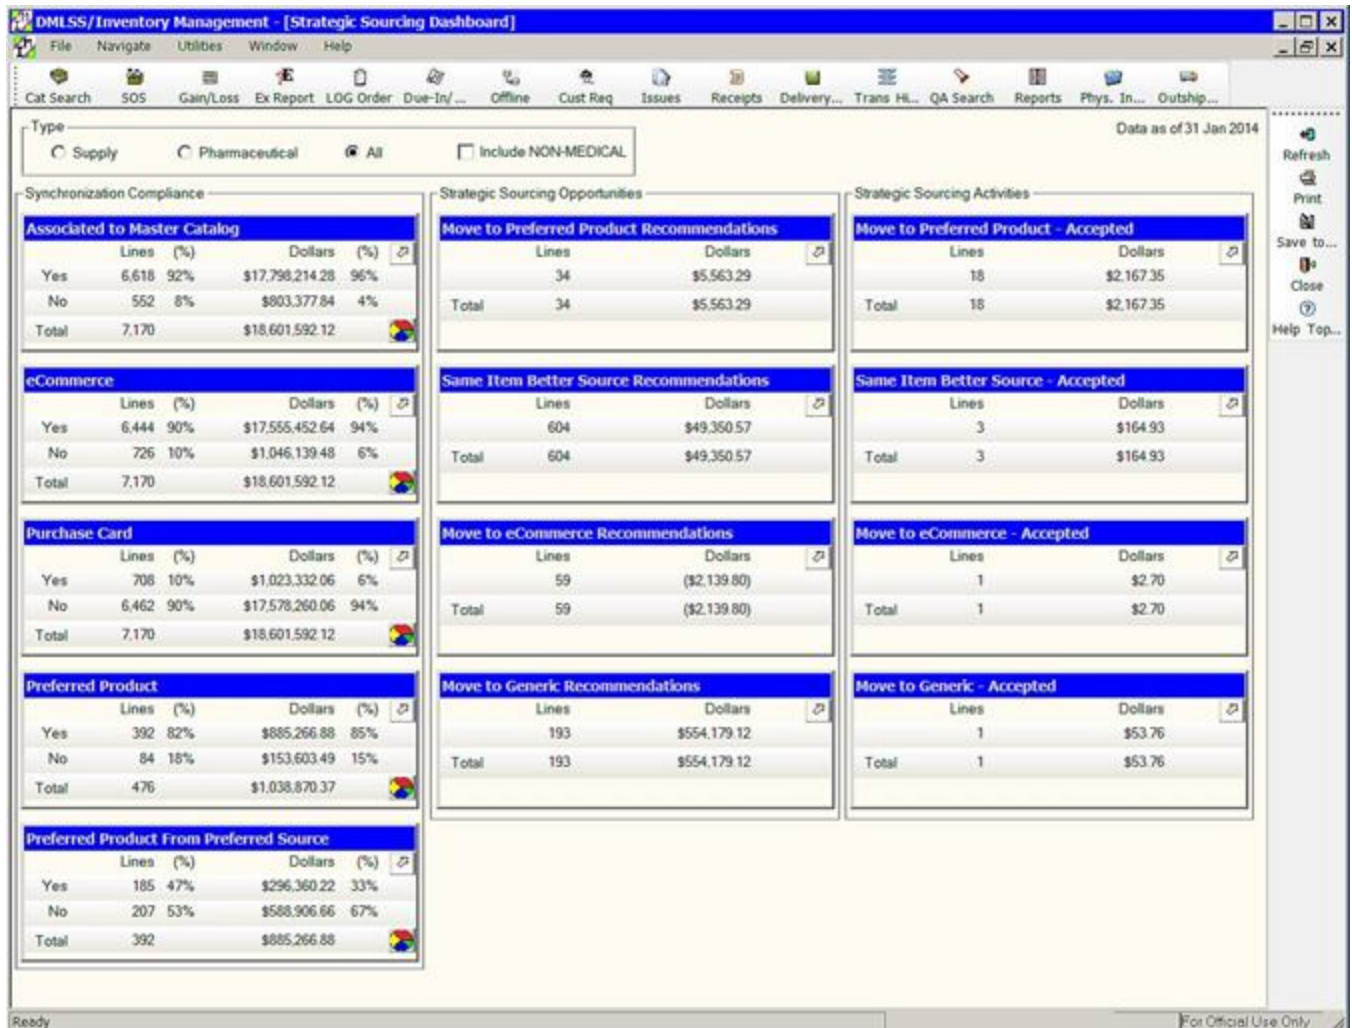 DMLSS/Inventory Management - [Strategic Sourcing Dashboard]
File Navigate Utilities Window Help
Cat Search SOS Gain/Loss Ex Report LOG Order Due-In/... Offline Cust Req Issues Receipts Delivery... Trans Hi... QA Search Reports Phys. In... Outship...
Type
Supply Pharmaceutical All Include NON-MEDICAL
Data as of 31 Jan 2014
Refresh
Print
Save to...
Close
Help Top...
Synchronization Compliance
Associated to Master Catalog
Lines (%) Dollars (%)
Yes 6,618 92% $17,798,214.28 96%
No 552 8% $803,377.84 4%
Total 7,170 $18,601,592.12
eCommerce
Lines (%) Dollars (%)
Yes 6,444 90% $17,555,452.64 94%
No 726 10% $1,046,139.48 6%
Total 7,170 $18,601,592.12
Purchase Card
Lines (%) Dollars (%)
Yes 708 10% $1,023,332.06 6%
No 6,462 90% $17,578,260.06 94%
Total 7,170 $18,601,592.12
Preferred Product
Lines (%) Dollars (%)
Yes 392 82% $885,266.88 85%
No 84 18% $153,603.49 15%
Total 476 $1,038,870.37
Preferred Product From Preferred Source
Lines (%) Dollars (%)
Yes 185 47% $296,360.22 33%
No 207 53% $588,906.66 67%
Total 392 $885,266.88
Strategic Sourcing Opportunities
Move to Preferred Product Recommendations
Lines Dollars
34 $5,563.29
Total 34 $5,563.29
Same Item Better Source Recommendations
Lines Dollars
604 $49,350.57
Total 604 $49,350.57
Move to eCommerce Recommendations
Lines Dollars
59 ($2,139.80)
Total 59 ($2,139.80)
Move to Generic Recommendations
Lines Dollars
193 $554,179.12
Total 193 $554,179.12
Strategic Sourcing Activities
Move to Preferred Product - Accepted
Lines Dollars
18 $2,167.35
Total 18 $2,167.35
Same Item Better Source - Accepted
Lines Dollars
3 $164.93
Total 3 $164.93
Move to eCommerce - Accepted
Lines Dollars
1 $2.70
Total 1 $2.70
Move to Generic - Accepted
Lines Dollars
1 $53.76
Total 1 $53.76
Ready
For Official Use Only